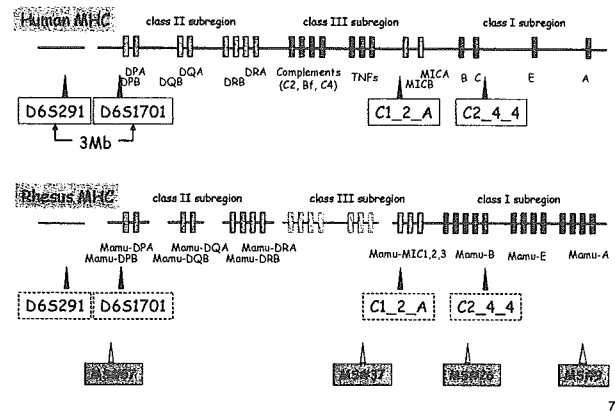 Human MHC
class II subregion class III subregion class I subregion
DPA DQA DRA Complements TNFs MICA B C E A
DPB DQB DRB (C2, Bf, C4) MICB
D6S291 D6S1701 C1_2_A C2_4_4
3Mb
Rhesus MHC
class II subregion class III subregion class I subregion
Mamu-DPA Mamu-DQA Mamu-DRA Mamu-MIC1,2,3 Mamu-B Mamu-E Mamu-A
Mamu-DPB Mamu-DQB Mamu-DRB
D6S291 D6S1701 C1_2_A C2_4_4
7